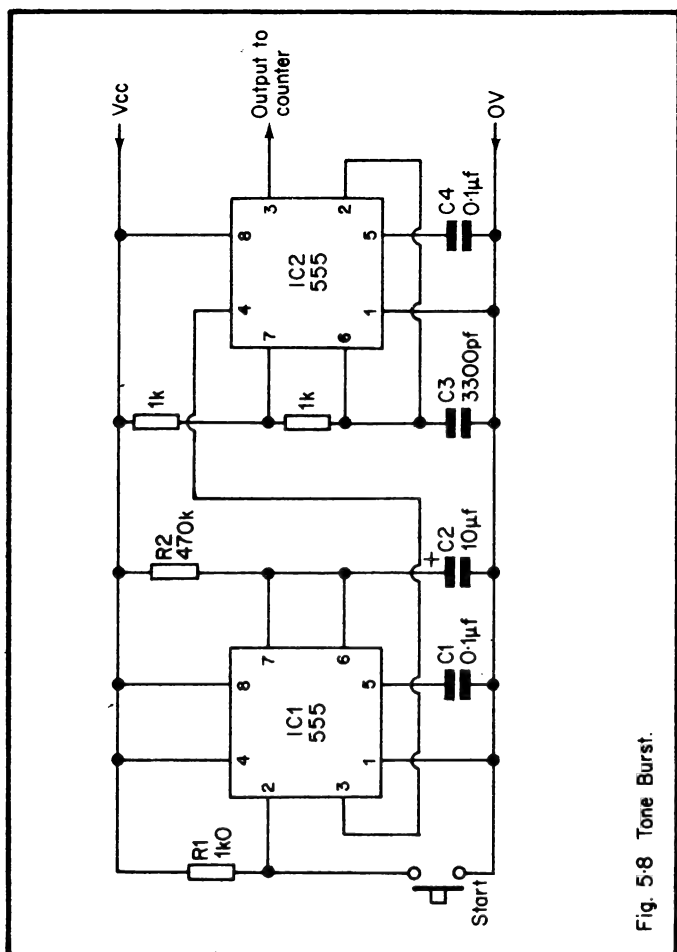 Vcc
Output to
counter
0V
R1
1k0
Start
IC1
555
4
8
2
7
6
3
1
5
R2
470k
C1
0·1µf
+
C2
10µf
1k
1k
IC2
555
4
8
7
3
6
2
1
5
C3
3300pf
C4
0·1µf
Fig. 5·8 Tone Burst.